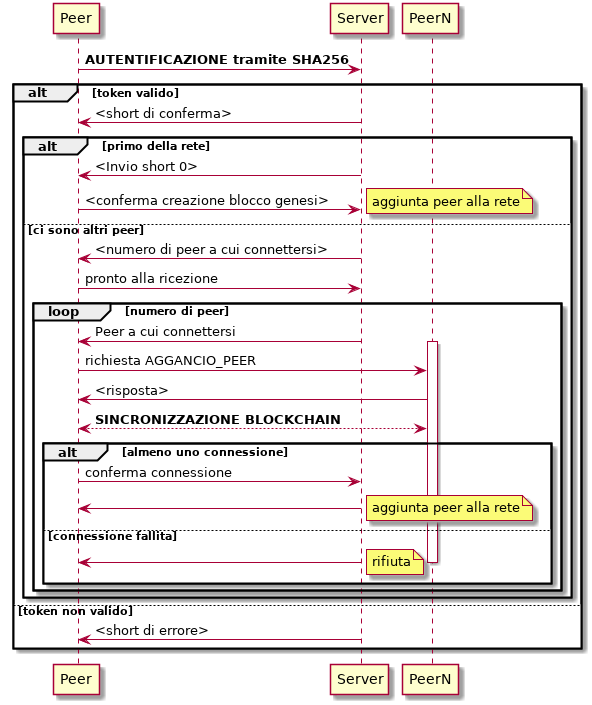 Peer Server PeerN
AUTENTIFICAZIONE tramite SHA256
alt [token valido]
<short di conferma>
alt [primo della rete]
<Invio short 0>
<conferma creazione blocco genesi> aggiunta peer alla rete
[ci sono altri peer]
<numero di peer a cui connettersi>
pronto alla ricezione
loop [numero di peer]
Peer a cui connettersi
richiesta AGGANCIO_PEER
<risposta>
SINCRONIZZAZIONE BLOCKCHAIN
alt [almeno uno connessione]
conferma connessione
aggiunta peer alla rete
[connessione fallita]
rifiuta
[token non valido]
<short di errore>
Peer Server PeerN